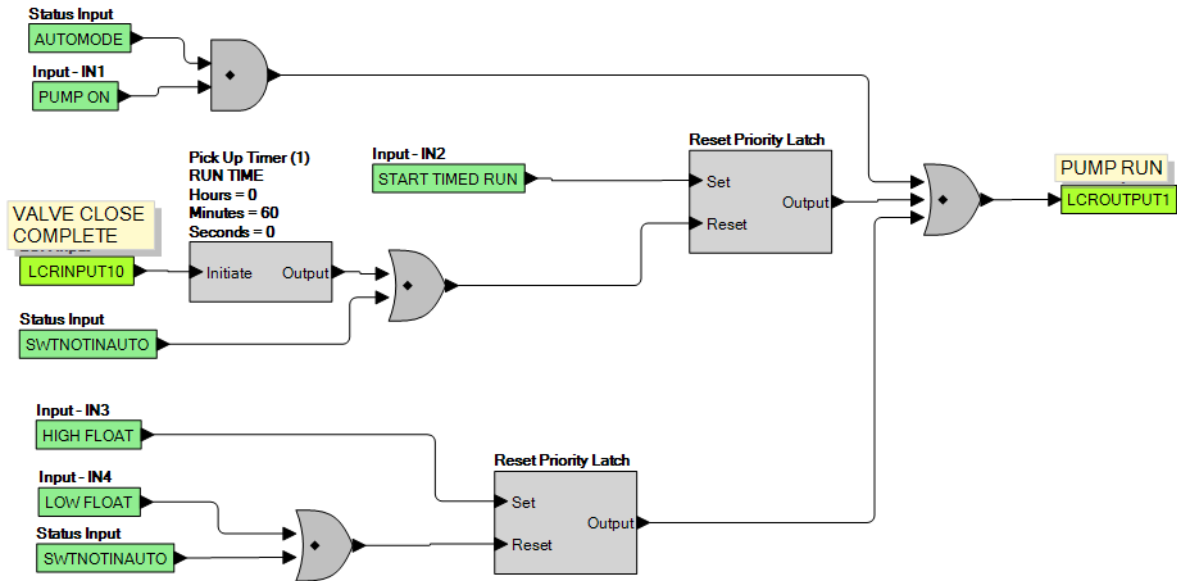 Status Input
AUTOMODE
Input - IN1
PUMP ON
Pick Up Timer (1)
RUN TIME
Hours = 0
Minutes = 60
Seconds = 0
Initiate Output
VALVE CLOSE
COMPLETE
LCRINPUT10
Status Input
SWTNOTINAUTO
Input - IN2
START TIMED RUN
Reset Priority Latch
Set
Output
Reset
PUMP RUN
LCROUTPUT1
Input - IN3
HIGH FLOAT
Input - IN4
LOW FLOAT
Status Input
SWTNOTINAUTO
Reset Priority Latch
Set
Output
Reset